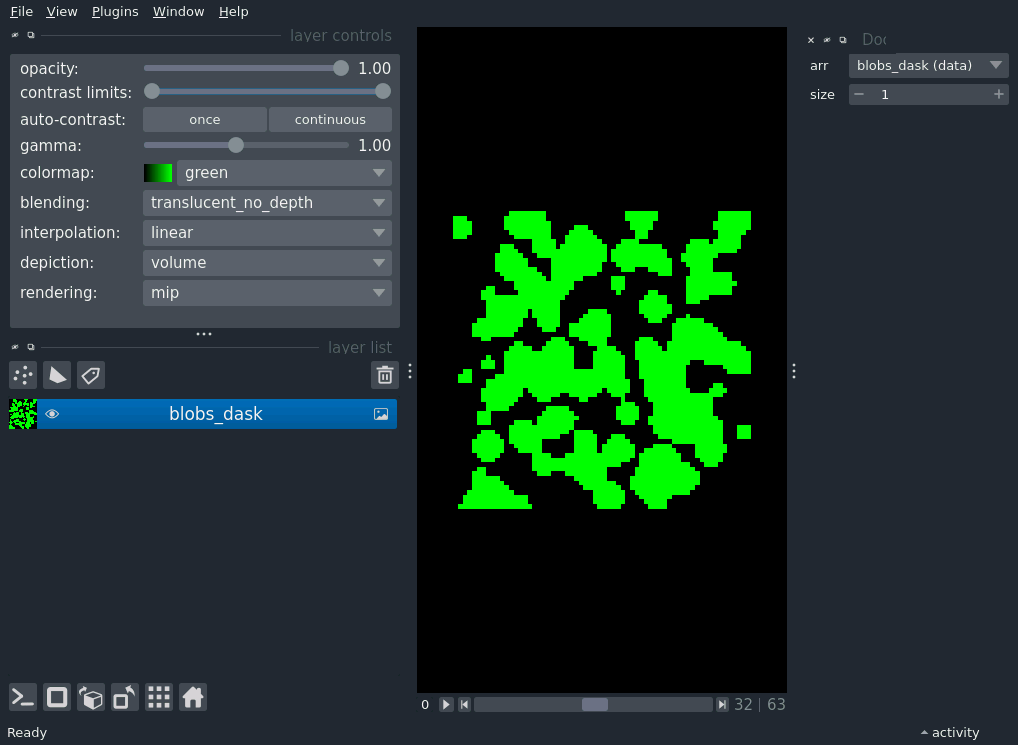 File View Plugins Window Help
layer controls
opacity: 1.00
contrast limits:
auto-contrast: once continuous
gamma: 1.00
colormap: green
blending: translucent_no_depth
interpolation: linear
depiction: volume
rendering: mip
layer list
blobs_dask
0 32 | 63
Ready
arr blobs_dask (data)
size 1
activity